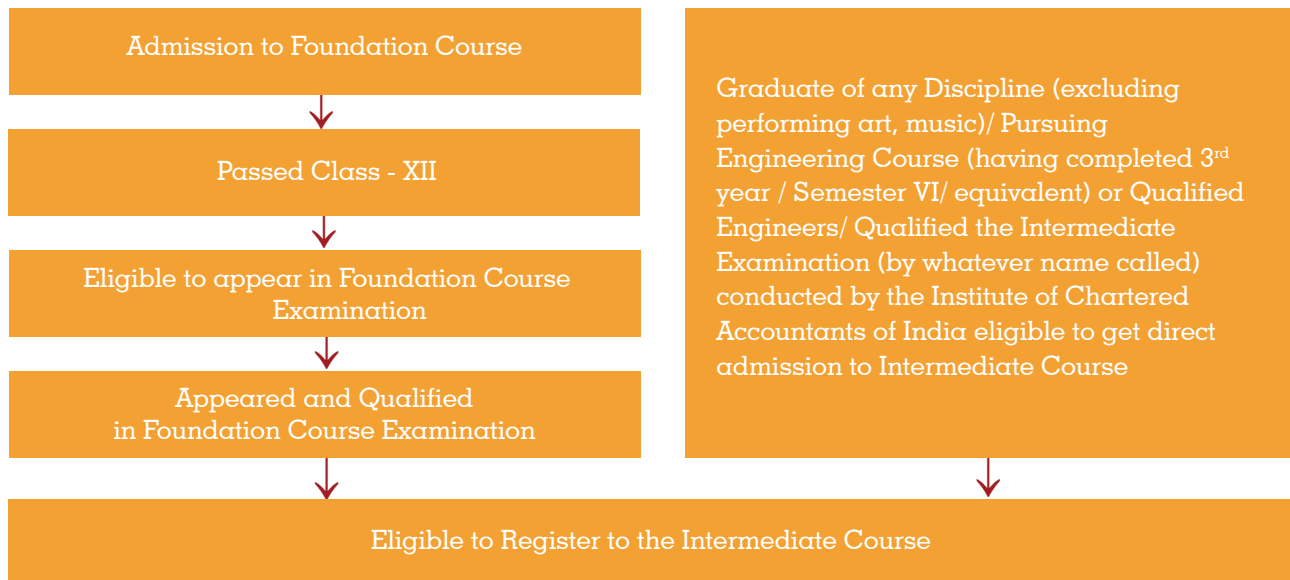 Admission to Foundation Course
Passed Class - XII
Eligible to appear in Foundation Course
Examination
Appeared and Qualified
in Foundation Course Examination
Graduate of any Discipline (excluding
performing art, music)/ Pursuing
Engineering Course (having completed 3rd
year / Semester VI/ equivalent) or Qualified
Engineers/ Qualified the Intermediate
Examination (by whatever name called)
conducted by the Institute of Chartered
Accountants of India eligible to get direct
admission to Intermediate Course
Eligible to Register to the Intermediate Course